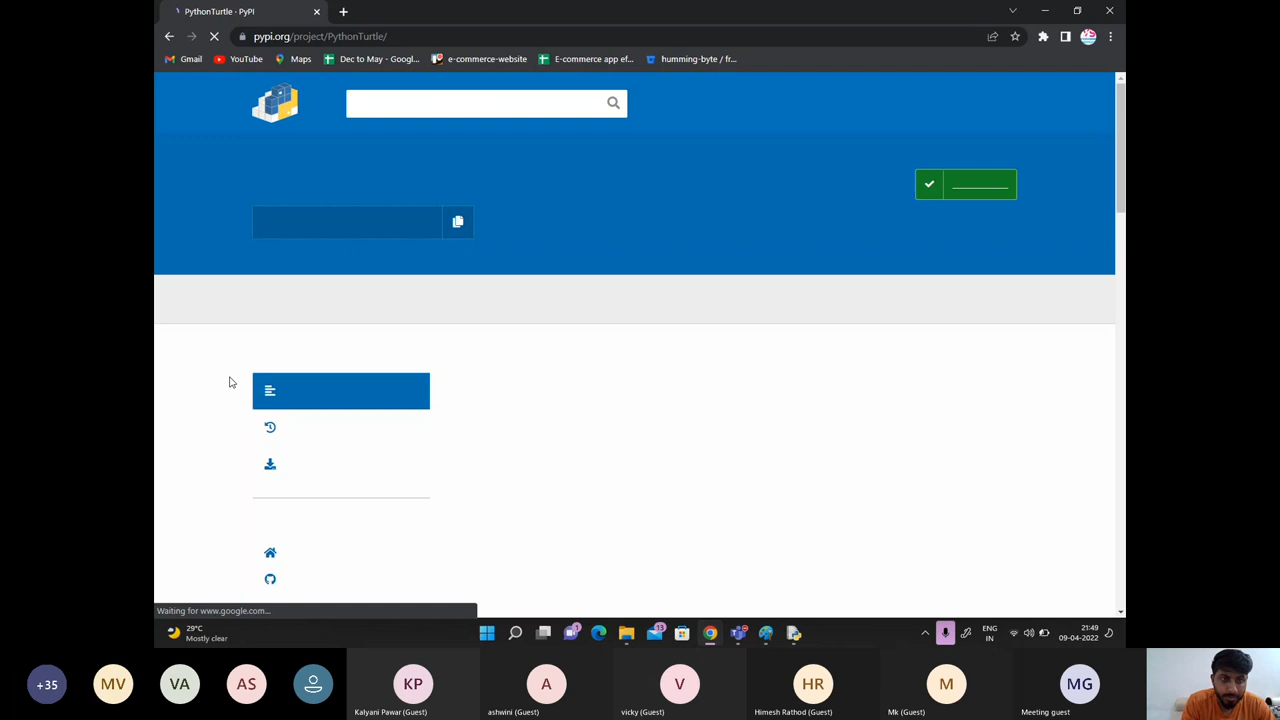 PythonTurtle · PyPI
pypi.org/project/PythonTurtle/
Gmail YouTube Maps Dec to May - Googl... e-commerce-website E-commerce app ef... humming-byte / fr...
Waiting for www.google.com...
29°C
Mostly clear
1
13
ENG
IN
21:49
09-04-2022
+35 MV VA AS KP A V HR M MG
Kalyani Pawar (Guest) ashwini (Guest) vicky (Guest) Himesh Rathod (Guest) Mk (Guest) Meeting guest